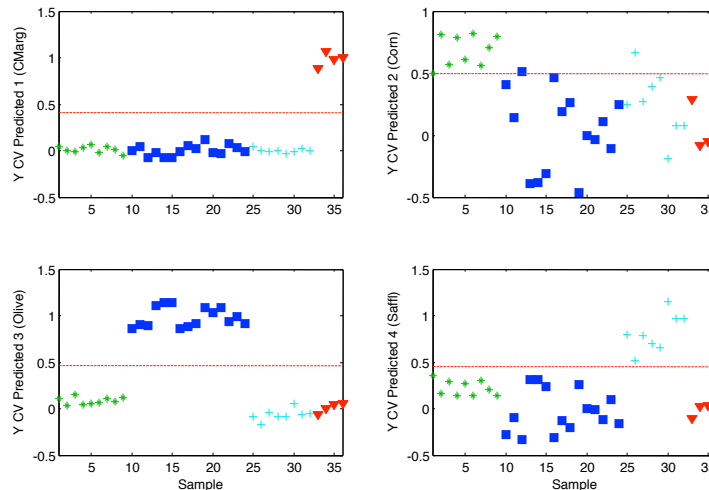 Y CV Predicted 1 (CMarg)
1.5
1
0.5
0
-0.5
5 10 15 20 25 30 35
Y CV Predicted 2 (Corn)
1
0.5
0
-0.5
5 10 15 20 25 30 35
Y CV Predicted 3 (Olive)
1.5
1
0.5
0
-0.5
5 10 15 20 25 30 35
Sample
Y CV Predicted 4 (Saffl)
1.5
1
0.5
0
-0.5
5 10 15 20 25 30 35
Sample